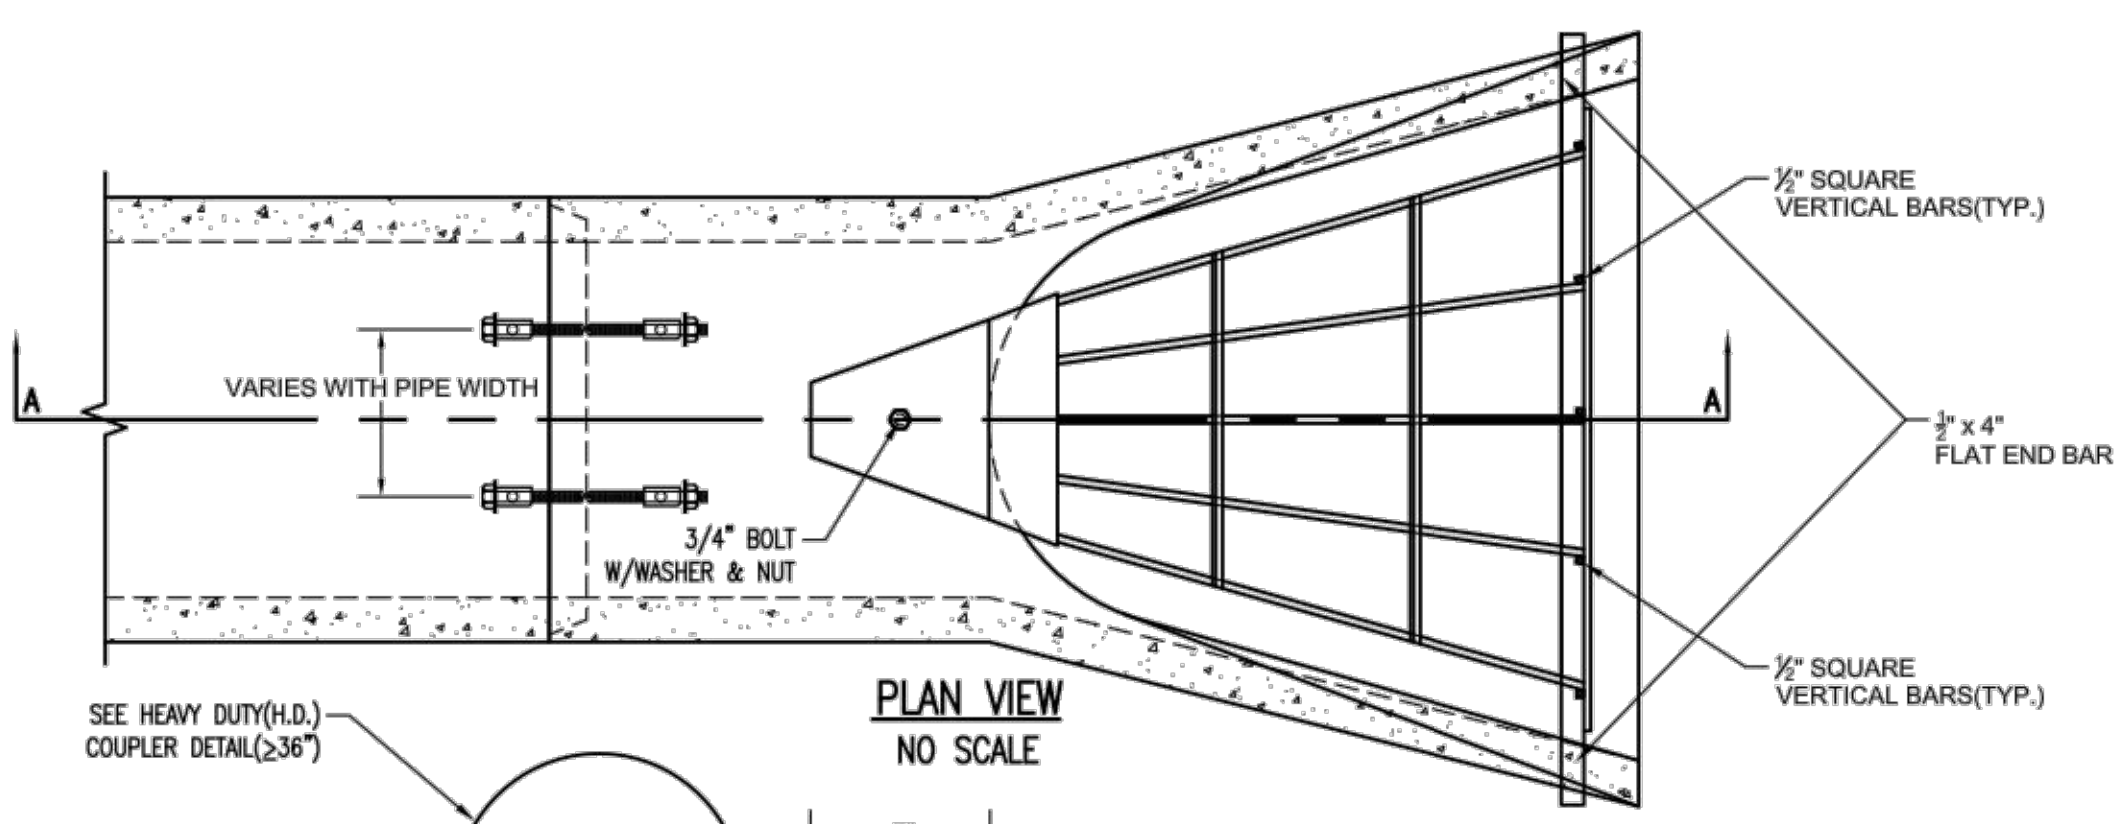 ½" SQUARE
VERTICAL BARS(TYP.)
VARIES WITH PIPE WIDTH
A
A
½" x 4"
FLAT END BAR
3/4" BOLT
W/WASHER & NUT
½" SQUARE
VERTICAL BARS(TYP.)
PLAN VIEW
NO SCALE
SEE HEAVY DUTY(H.D.)
COUPLER DETAIL(≥36")